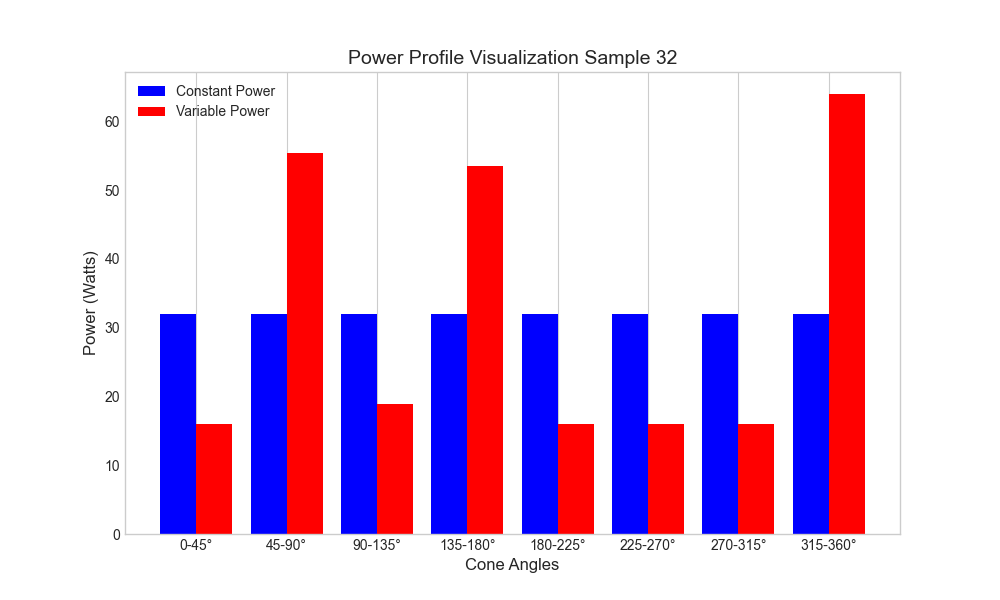 Power Profile Visualization Sample 32
Constant Power
Variable Power
60
50
40
30
20
10
0
Power (Watts)
0-45° 45-90° 90-135° 135-180° 180-225° 225-270° 270-315° 315-360°
Cone Angles